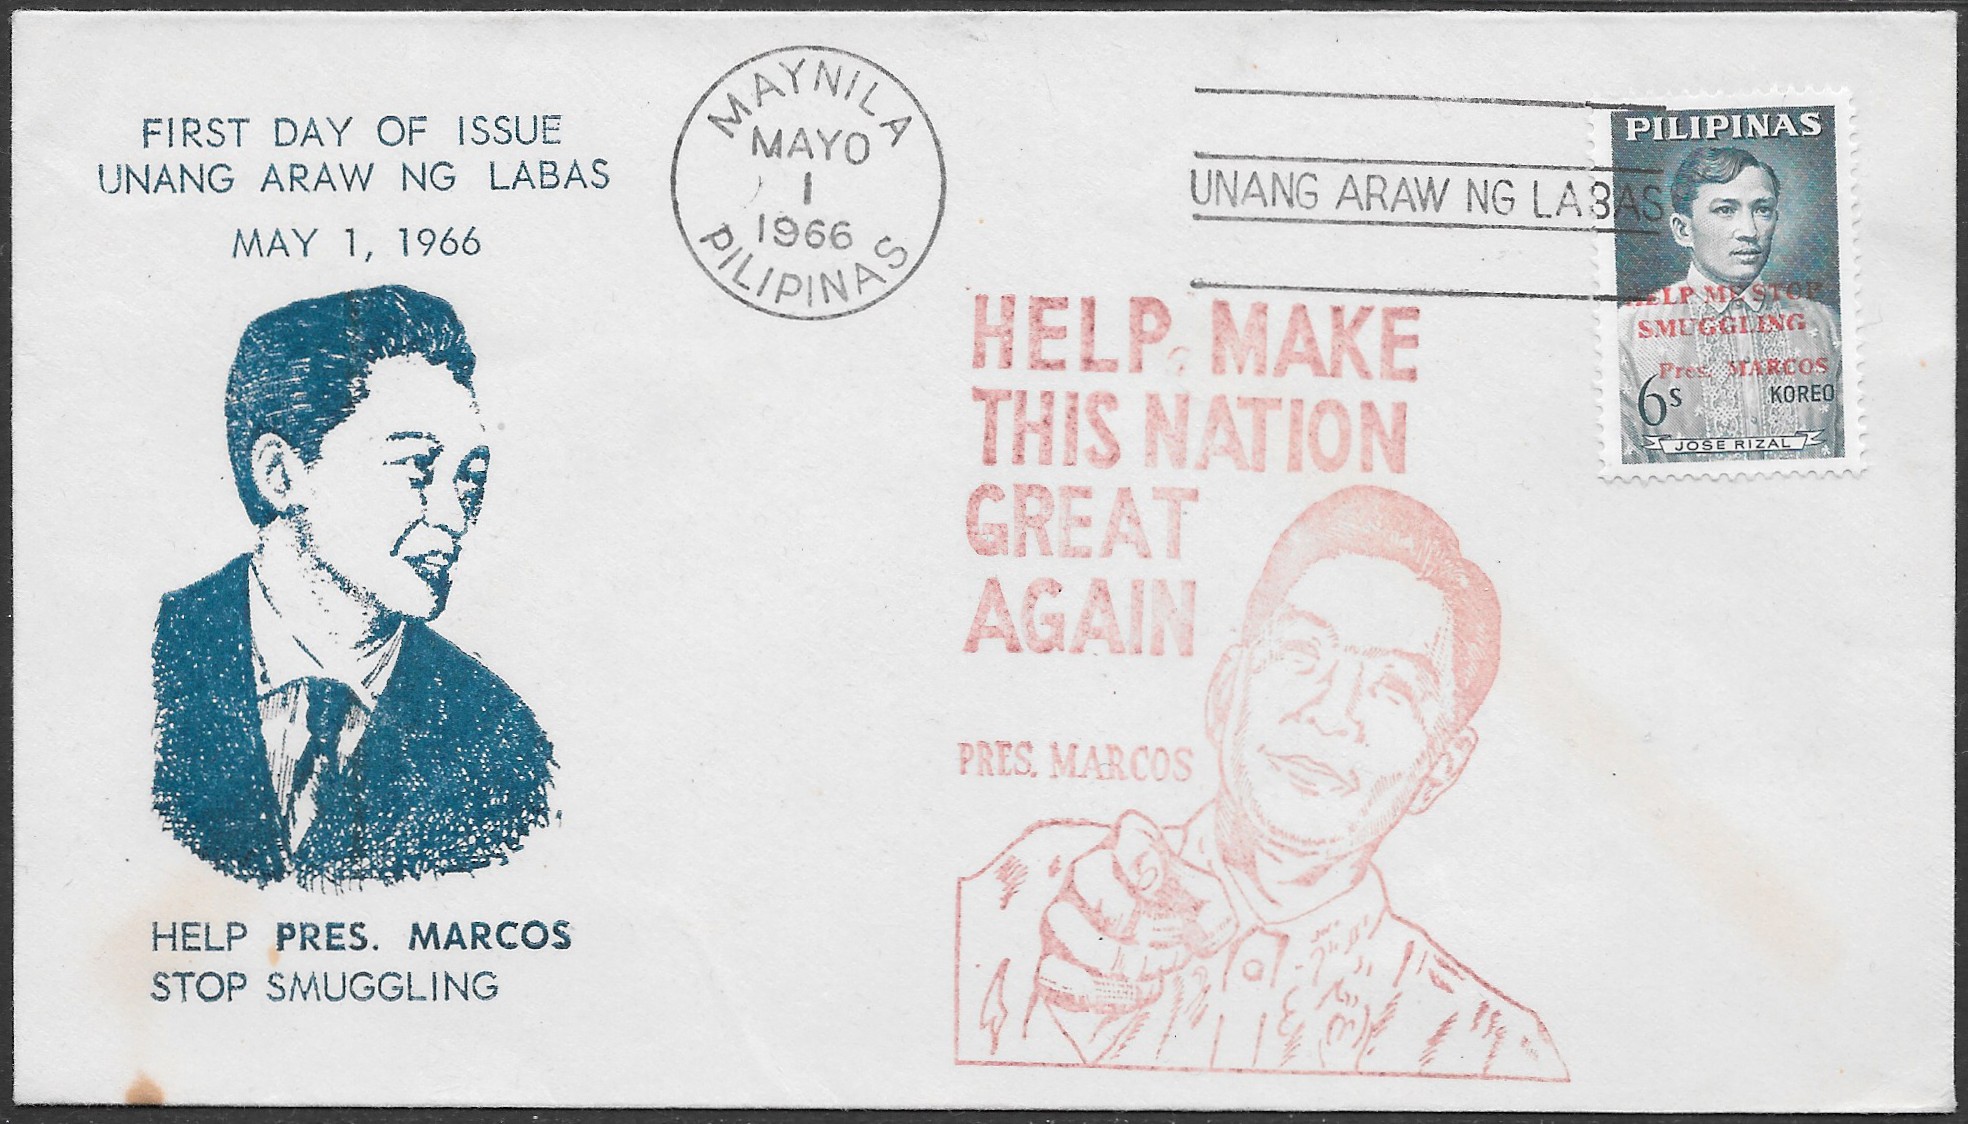 FIRST DAY OF ISSUE
UNANG ARAW NG LABAS
MAY 1, 1966
HELP PRES. MARCOS
STOP SMUGGLING
MAYNILA
MAYO
1
1966
PILIPINAS
UNANG ARAW NG LABAS
HELP MAKE
THIS NATION
GREAT
AGAIN
PRES. MARCOS
PILIPINAS
HELP ME STOP
SMUGGLING
Pres. MARCOS
6s KOREO
JOSE RIZAL